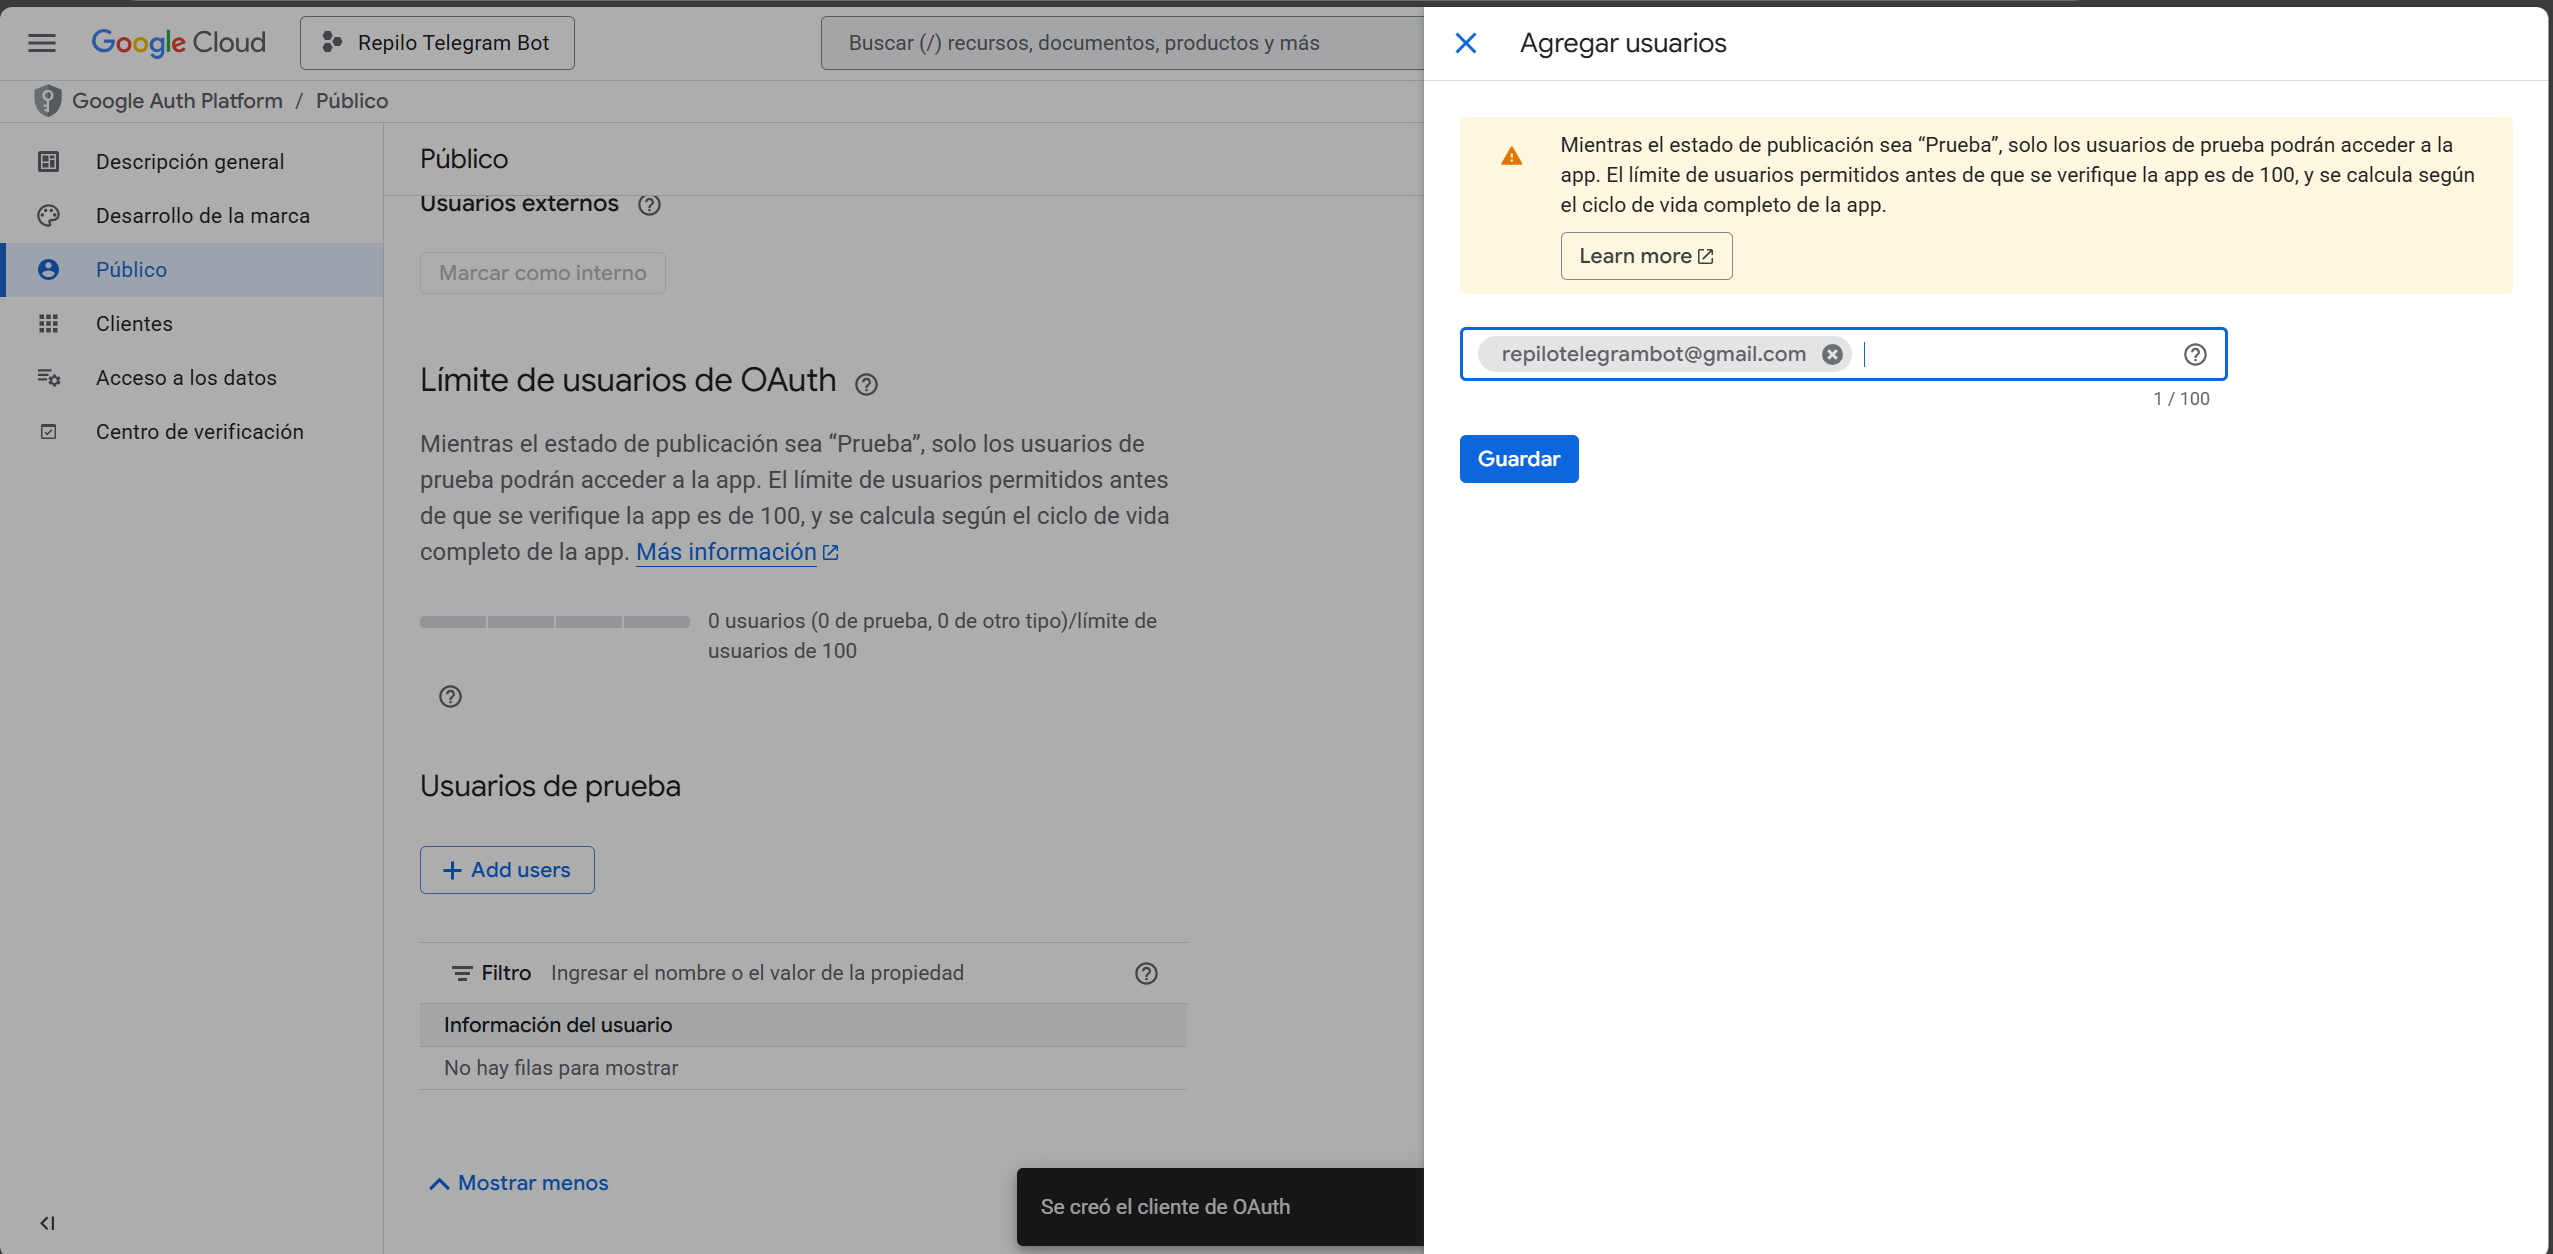 Google Cloud
Repilo Telegram Bot
Buscar (/) recursos, documentos, productos y más
Google Auth Platform / Público
Descripción general
Desarrollo de la marca
Público
Clientes
Acceso a los datos
Centro de verificación
Público
Usuarios externos
Marcar como interno
Límite de usuarios de OAuth
Mientras el estado de publicación sea “Prueba”, solo los usuarios de
prueba podrán acceder a la app. El límite de usuarios permitidos antes
de que se verifique la app es de 100, y se calcula según el ciclo de vida
completo de la app. Más información
0 usuarios (0 de prueba, 0 de otro tipo)/límite de
usuarios de 100
Usuarios de prueba
+ Add users
Filtro Ingresar el nombre o el valor de la propiedad
Información del usuario
No hay filas para mostrar
Mostrar menos
Se creó el cliente de OAuth
Agregar usuarios
Mientras el estado de publicación sea “Prueba”, solo los usuarios de prueba podrán acceder a la
app. El límite de usuarios permitidos antes de que se verifique la app es de 100, y se calcula según
el ciclo de vida completo de la app.
Learn more
repilotelegrambot@gmail.com
1 / 100
Guardar